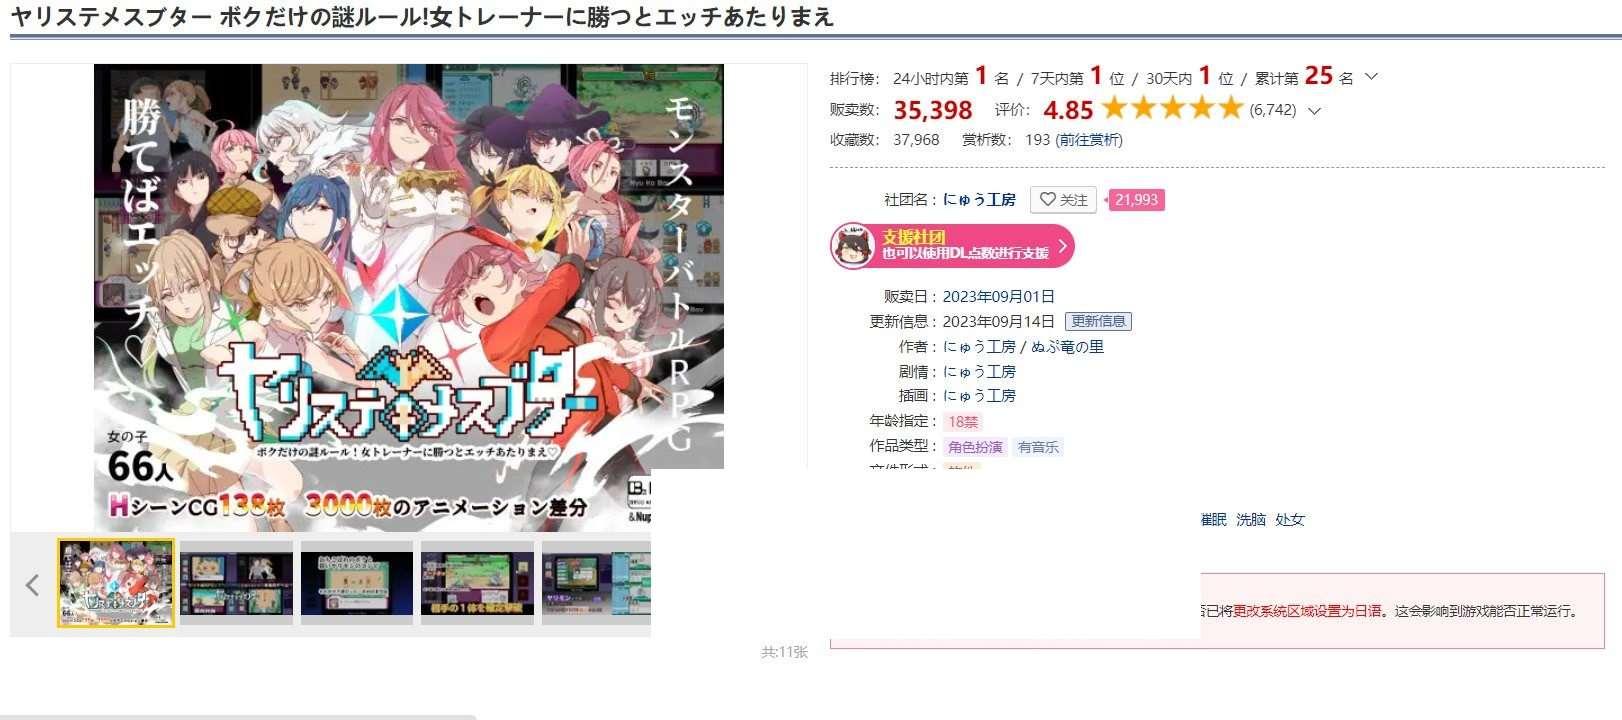 ヤリステメスブター ボクだけの謎ルール!女トレーナーに勝つとエッチあたりまえ
勝てばエッチ♡
モンスターバトルRPG
ヤリステメスブター
ボクだけの謎ルール！女トレーナーに勝つとエッチあたりまえ♡
女の子
66人
HシーンCG138枚 3000枚のアニメーション差分
&Nup
相手の1体を確定撃破
ヤリモン
共:11张
排行榜： 24小时内第 1 名 / 7天内第 1 位 / 30天内 1 位 / 累计第 25 名
贩卖数： 35,398 评价： 4.85 (6,742)
收藏数： 37,968 赏析数： 193 (前往赏析)
社团名 : にゅう工房 关注 21,993
支援社团
也可以使用DL点数进行支援
贩卖日 : 2023年09月01日
更新信息 : 2023年09月14日 更新信息
作者 : にゅう工房 / ぬぷ竜の里
剧情 : にゅう工房
插画 : にゅう工房
年龄指定 : 18禁
作品类型 : 角色扮演 有音乐
催眠 洗脑 处女
已将更改系统区域设置为日语。这会影响到游戏能否正常运行。